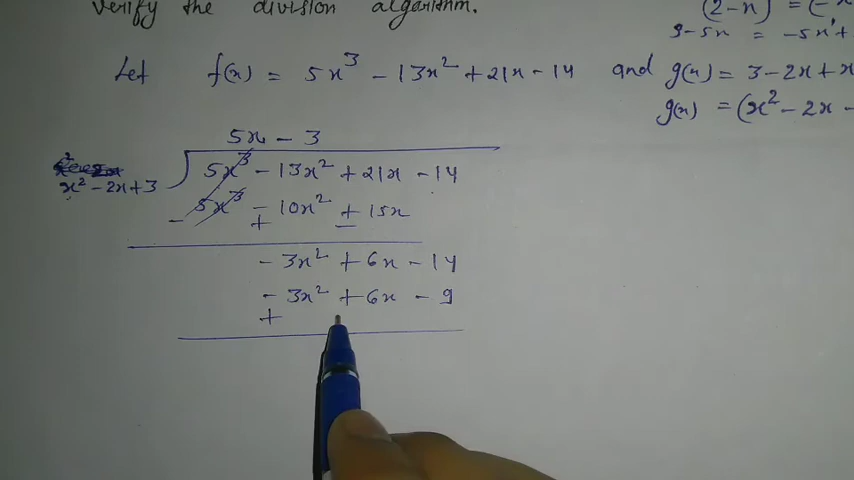 Verify the division algorithm.
(2-x) = (-x
3-5x = -5x+
Let f(x) = 5x³ - 13x² + 21x - 14 and g(x) = 3 - 2x + x
g(x) = (x² - 2x -
5x - 3
x² - 2x + 3
5x³ - 13x² + 21x - 14
- 5x³ - 10x² + 15x
+ -
- 3x² + 6x - 14
- 3x² + 6x - 9
+